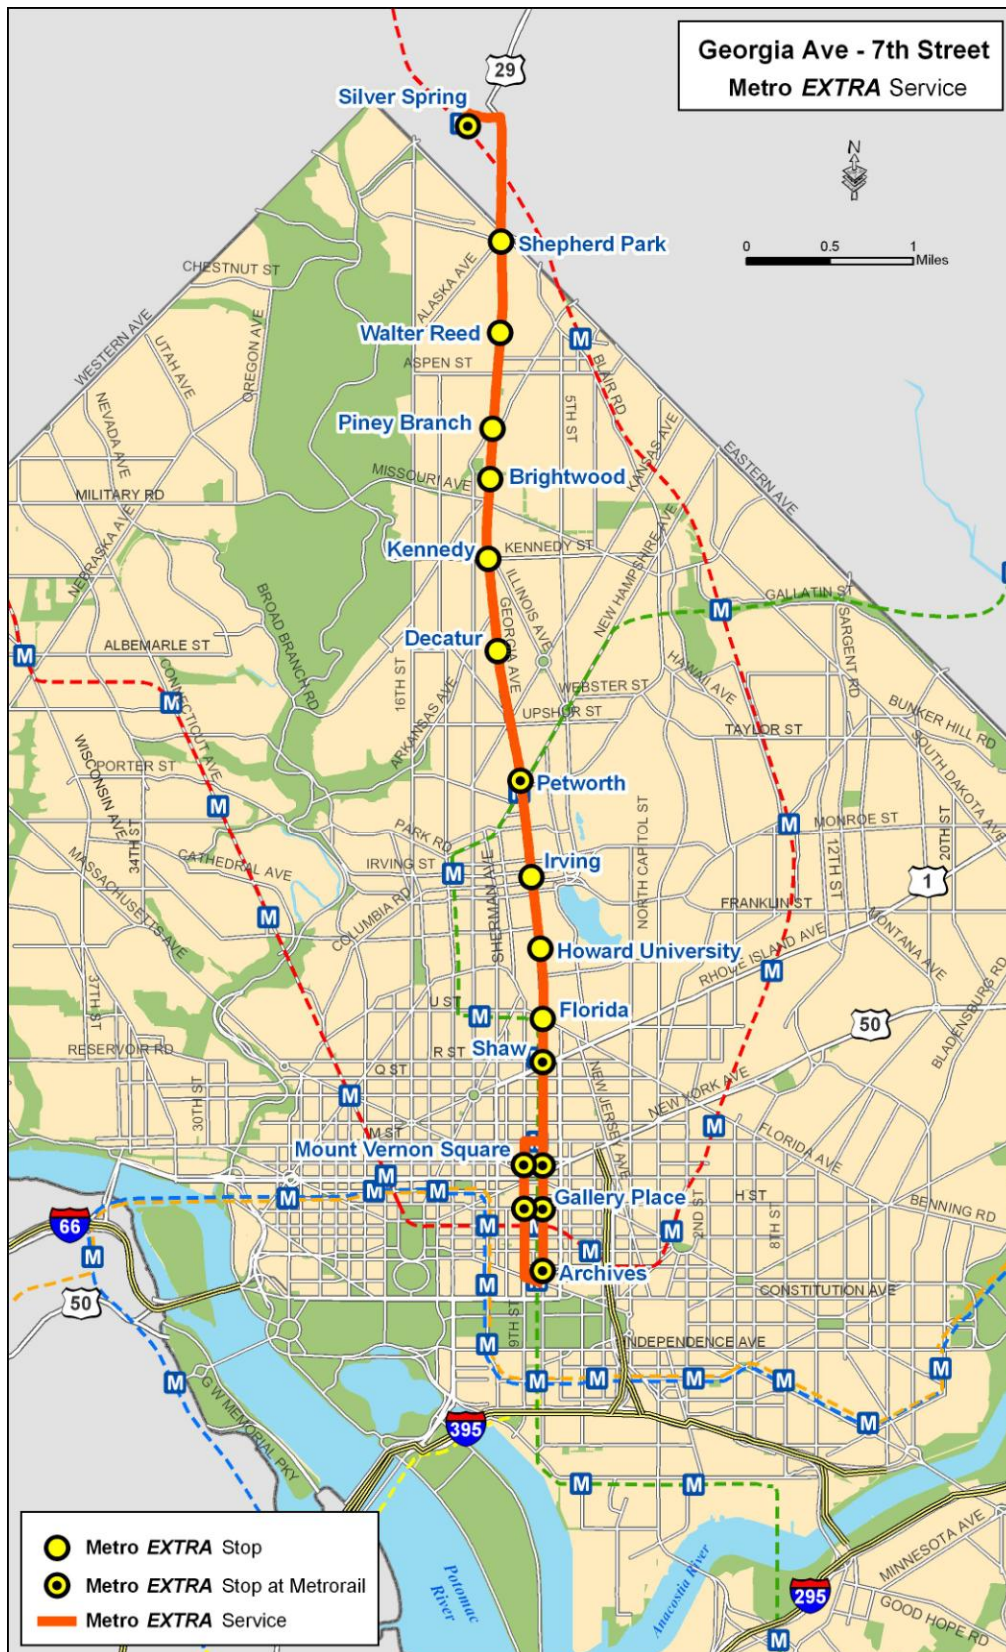 Georgia Ave - 7th Street
Metro EXTRA Service
29
Silver Spring
N
0 0.5 1
Miles
Shepherd Park
CHESTNUT ST
ALASKA AVE
WESTERN AVE
UTAH AVE
OREGON AVE
Walter Reed
M
BLAIR RD
ASPEN ST
NEVADA AVE
5TH ST
KANSAS AVE
Piney Branch
EASTERN AVE
MISSOURI AVE
Brightwood
MILITARY RD
NEBRASKA AVE
Kennedy
KENNEDY ST
ILLINOIS AVE
NEW HAMPSHIRE AVE
GALLATIN ST
BROAD BRANCH RD
GEORGIA AVE
M
SARGENT RD
Decatur
M
ALBEMARLE ST
16TH ST
HAWAII AVE
CONNECTICUT AVE
M
WEBSTER ST
UPSHUR ST
BUNKER HILL RD
ARKANSAS AVE
TAYLOR ST
SOUTH DAKOTA AVE
WISCONSIN AVE
PORTER ST
Petworth
M
34TH ST
M
MONROE ST
20TH ST
PARK RD
NORTH CAPITOL ST
12TH ST
MASSACHUSETTS AVE
CATHEDRAL AVE
IRVING ST
M
Irving
1
SHERMAN AVE
FRANKLIN ST
M
COLUMBIA RD
MONTANA AVE
Howard University
RHODE ISLAND AVE
M
37TH ST
BLADENSBURG RD
U ST
M
Florida
50
RESERVOIR RD
R ST
Shaw
Q ST
NEW JERSEY AVE
NEW YORK AVE
30TH ST
M
M
M ST
FLORIDA AVE
Mount Vernon Square
M
M
M
M
Gallery Place
2ND ST
H ST
8TH ST
BENNING RD
66
M
M
M
M
M
Archives
M
CONSTITUTION AVE
50
9TH ST
M
INDEPENDENCE AVE
M
G W MEMORIAL PKY
M
M
M
M
M
M
395
M
M
Metro EXTRA Stop
Metro EXTRA Stop at Metrorail
Metro EXTRA Service
Potomac
River
Anacostia River
MINNESOTA AVE
295
GOOD HOPE RD
M